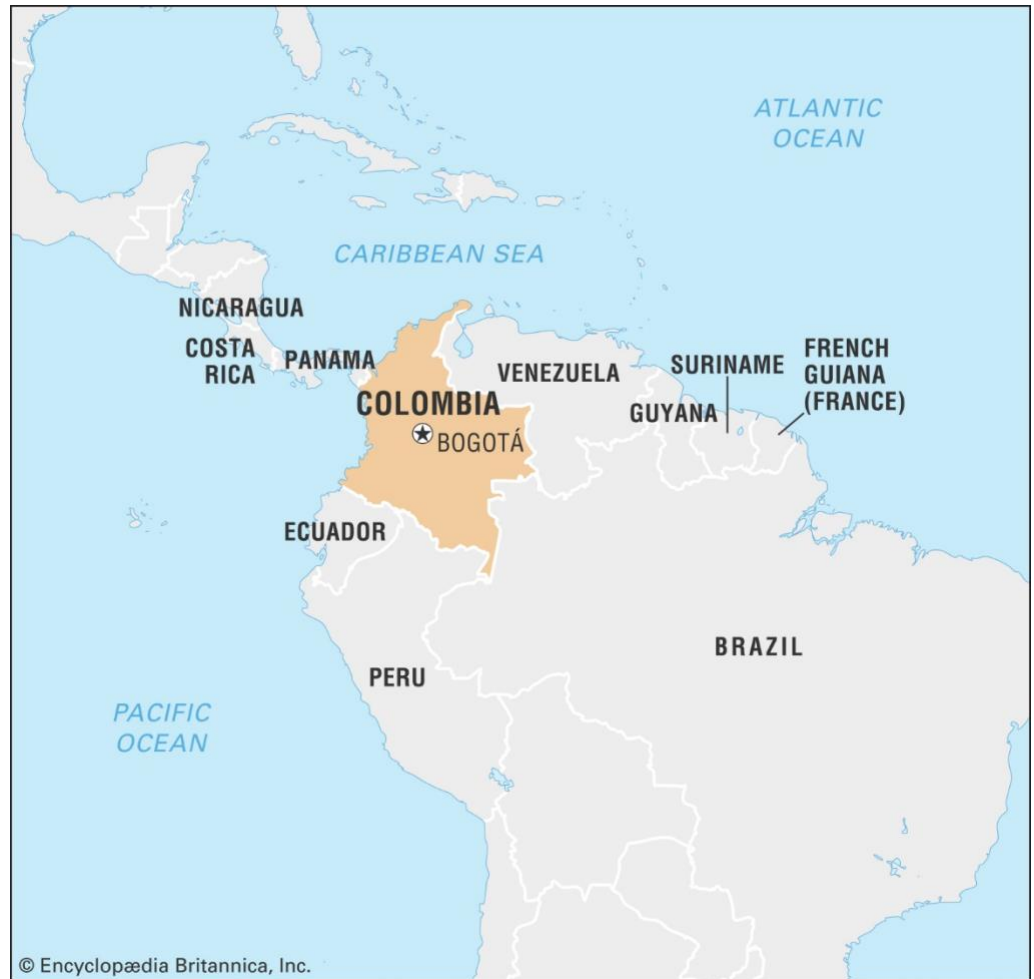 ATLANTIC
OCEAN
CARIBBEAN SEA
NICARAGUA
COSTA
RICA
PANAMA
COLOMBIA
BOGOTÁ
VENEZUELA
GUYANA
SURINAME
FRENCH
GUIANA
(FRANCE)
ECUADOR
PERU
BRAZIL
PACIFIC
OCEAN
© Encyclopædia Britannica, Inc.